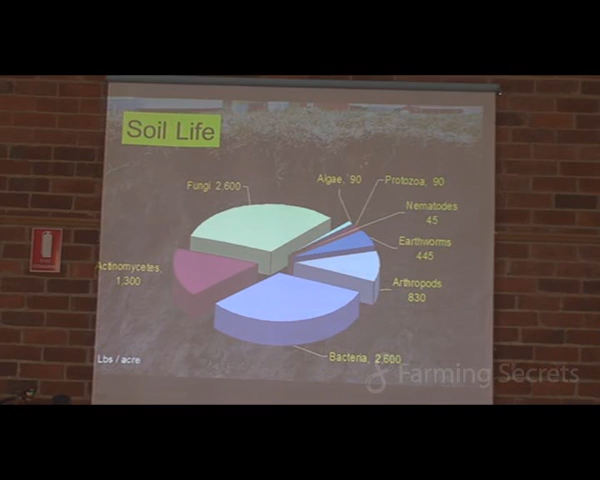 Soil Life
Fungi 2,600
Algae, 90
Protozoa, 90
Nematodes
45
Earthworms
445
Arthropods
830
Bacteria, 2,600
Actinomycetes,
1,300
Lbs / acre
Farming Secrets